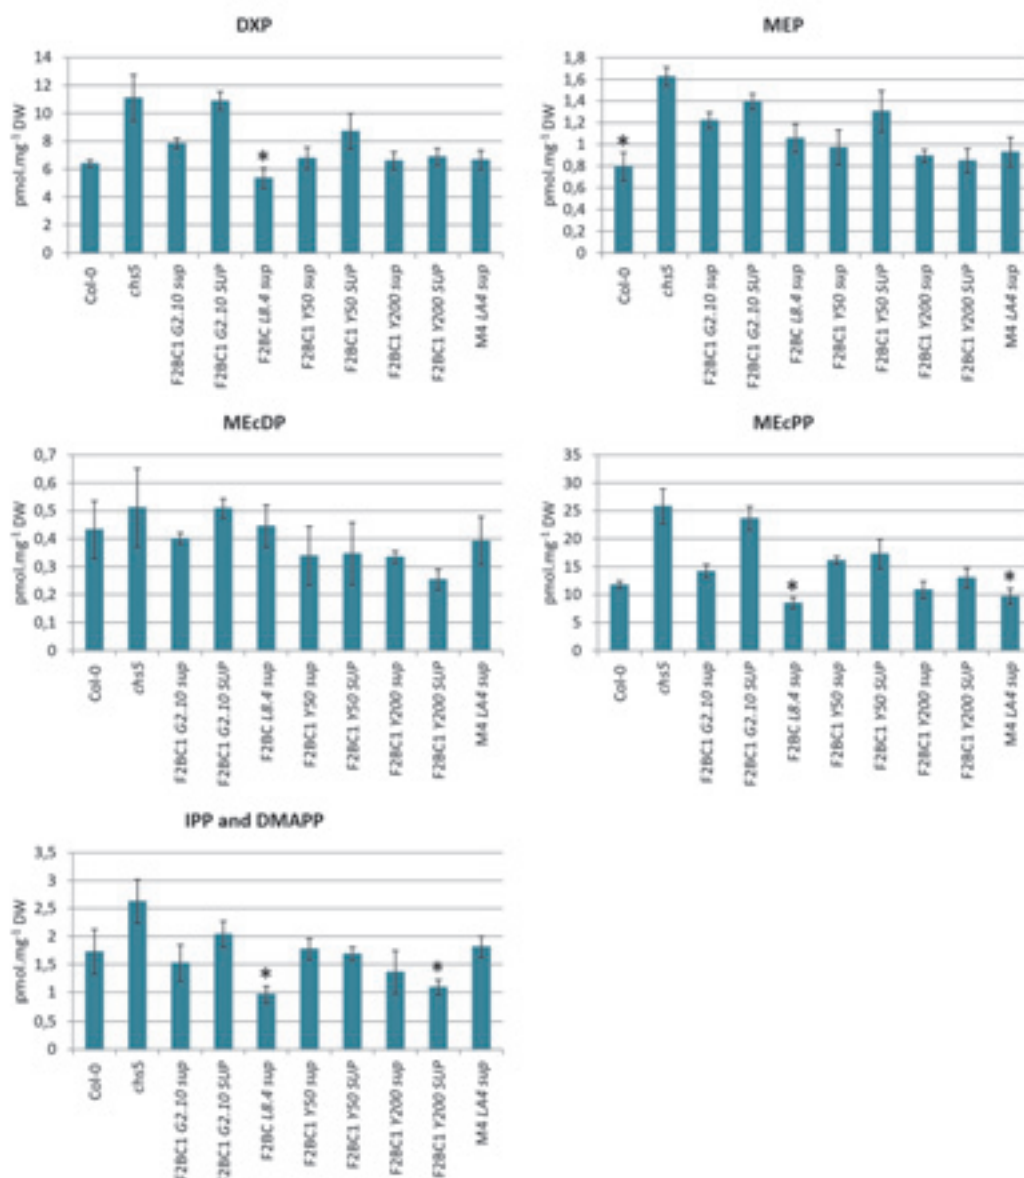 DXP
pmol.mg⁻¹ DW
14
12
10
8
6
4
2
0
*
Col-0
chs5
F2BC1 G2.10 sup
F2BC1 G2.10 SUP
F2BC L8.4 sup
F2BC1 Y50 sup
F2BC1 Y50 SUP
F2BC1 Y200 sup
F2BC1 Y200 SUP
M4 LA4 sup
MEP
pmol.mg⁻¹ DW
1,8
1,6
1,4
1,2
1
0,8
0,6
0,4
0,2
0
*
Col-0
chs5
F2BC1 G2.10 sup
F2BC1 G2.10 SUP
F2BC L8.4 sup
F2BC1 Y50 sup
F2BC1 Y50 SUP
F2BC1 Y200 sup
F2BC1 Y200 SUP
M4 LA4 sup
MEcDP
pmol.mg⁻¹ DW
0,7
0,6
0,5
0,4
0,3
0,2
0,1
0
Col-0
chs5
F2BC1 G2.10 sup
F2BC1 G2.10 SUP
F2BC L8.4 sup
F2BC1 Y50 sup
F2BC1 Y50 SUP
F2BC1 Y200 sup
F2BC1 Y200 SUP
M4 LA4 sup
MEcPP
pmol.mg⁻¹ DW
35
30
25
20
15
10
5
0
*
*
Col-0
chs5
F2BC1 G2.10 sup
F2BC1 G2.10 SUP
F2BC L8.4 sup
F2BC1 Y50 sup
F2BC1 Y50 SUP
F2BC1 Y200 sup
F2BC1 Y200 SUP
M4 LA4 sup
IPP and DMAPP
pmol.mg⁻¹ DW
3,5
3
2,5
2
1,5
1
0,5
0
*
*
Col-0
chs5
F2BC1 G2.10 sup
F2BC1 G2.10 SUP
F2BC L8.4 sup
F2BC1 Y50 sup
F2BC1 Y50 SUP
F2BC1 Y200 sup
F2BC1 Y200 SUP
M4 LA4 sup